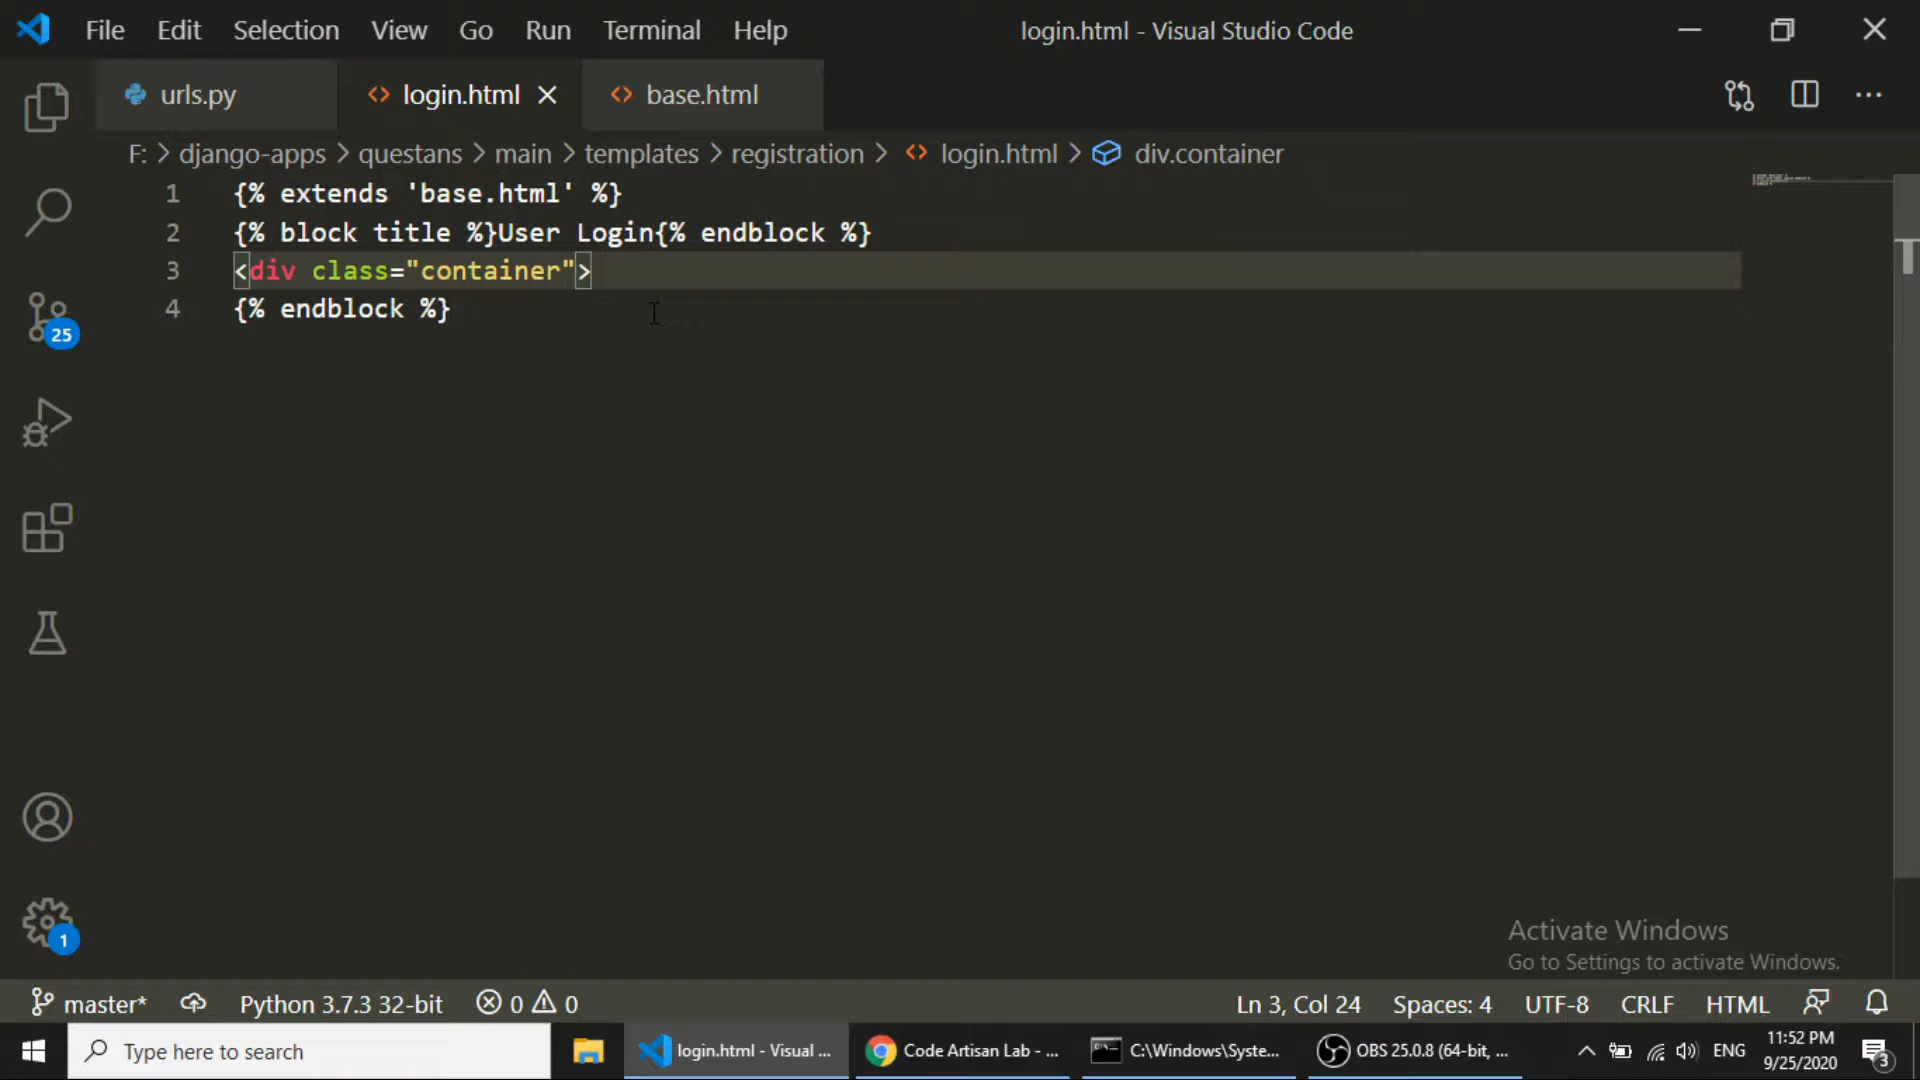 File Edit Selection View Go Run Terminal Help login.html - Visual Studio Code
urls.py login.html base.html
F: > django-apps > questans > main > templates > registration > login.html > div.container
1 {% extends 'base.html' %}
2 {% block title %}User Login{% endblock %}
3 <div class="container">
4 {% endblock %}
25
1
Activate Windows
Go to Settings to activate Windows.
master* Python 3.7.3 32-bit 0 0 Ln 3, Col 24 Spaces: 4 UTF-8 CRLF HTML
Type here to search login.html - Visual ... Code Artisan Lab - ... C:\Windows\Syste... OBS 25.0.8 (64-bit, ... ENG 11:52 PM
9/25/2020 3